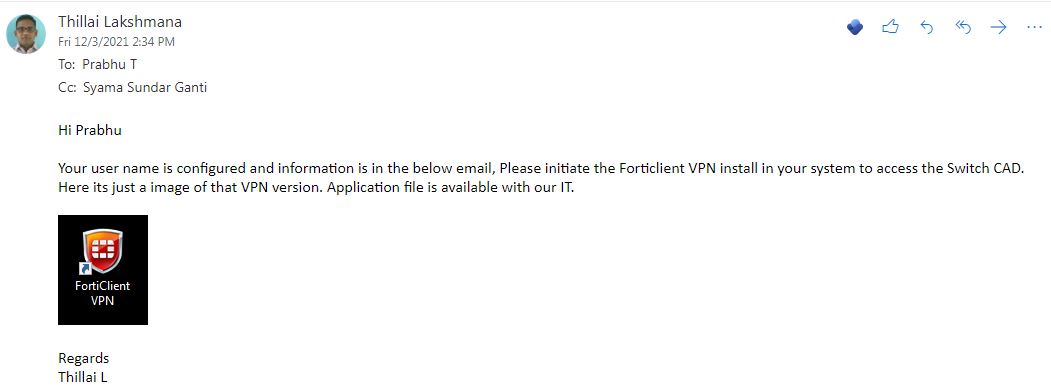 Thillai Lakshmana
Fri 12/3/2021 2:34 PM
To: Prabhu T
Cc: Syama Sundar Ganti
Hi Prabhu
Your user name is configured and information is in the below email, Please initiate the Forticlient VPN install in your system to access the Switch CAD.
Here its just a image of that VPN version. Application file is available with our IT.
FortiClient
VPN
Regards
Thillai L